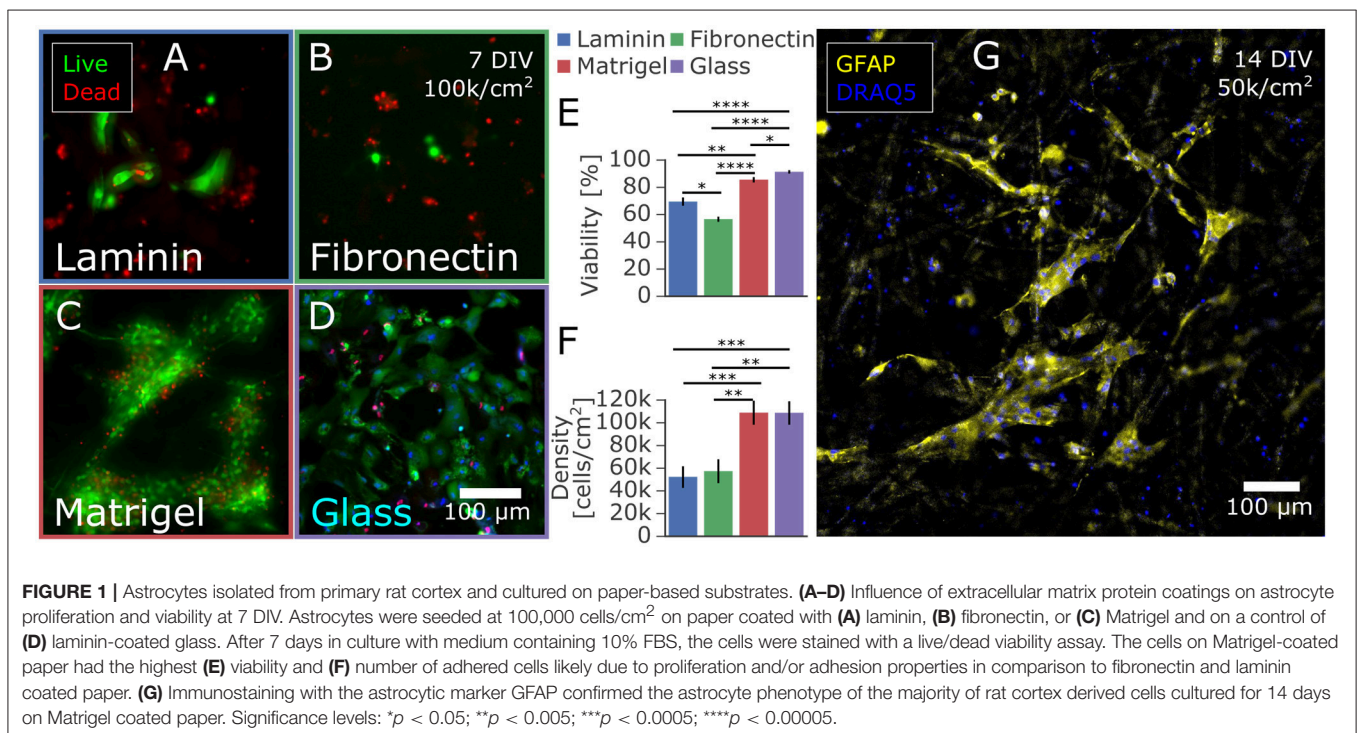 Live
Dead
A
Laminin
B
7 DIV
100k/cm²
Fibronectin
C
Matrigel
D
Glass
100 µm
Laminin
Fibronectin
Matrigel
Glass
E
****
****
**
*
****
*
Viability [%]
100
80
60
40
20
0
F
***
**
***
**
Density
[cells/cm²]
120k
100k
80k
60k
40k
20k
0
GFAP
DRAQ5
G
14 DIV
50k/cm²
100 µm
FIGURE 1 | Astrocytes isolated from primary rat cortex and cultured on paper-based substrates. (A–D) Influence of extracellular matrix protein coatings on astrocyte
proliferation and viability at 7 DIV. Astrocytes were seeded at 100,000 cells/cm² on paper coated with (A) laminin, (B) fibronectin, or (C) Matrigel and on a control of
(D) laminin-coated glass. After 7 days in culture with medium containing 10% FBS, the cells were stained with a live/dead viability assay. The cells on Matrigel-coated
paper had the highest (E) viability and (F) number of adhered cells likely due to proliferation and/or adhesion properties in comparison to fibronectin and laminin
coated paper. (G) Immunostaining with the astrocytic marker GFAP confirmed the astrocyte phenotype of the majority of rat cortex derived cells cultured for 14 days
on Matrigel coated paper. Significance levels: *p < 0.05; **p < 0.005; ***p < 0.0005; ****p < 0.00005.